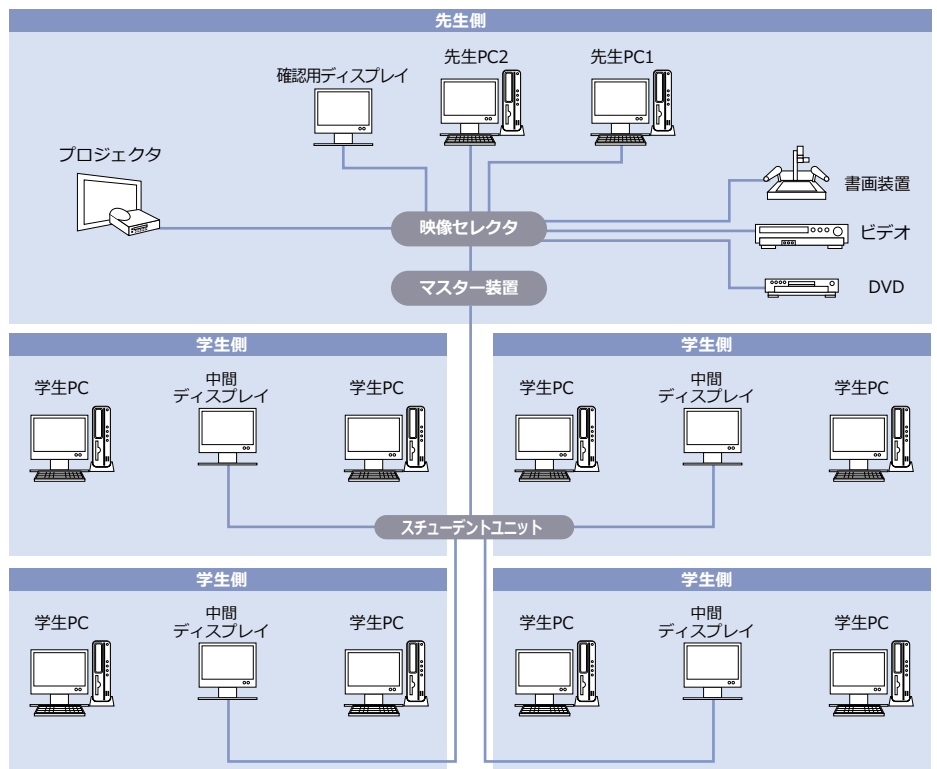 先生側
確認用ディスプレイ
先生PC2
先生PC1
プロジェクタ
書画装置
映像セレクタ
ビデオ
マスター装置
DVD
学生側
学生PC
中間
ディスプレイ
学生PC
学生側
学生PC
中間
ディスプレイ
学生PC
スチューデントユニット
学生側
学生PC
中間
ディスプレイ
学生PC
学生側
学生PC
中間
ディスプレイ
学生PC